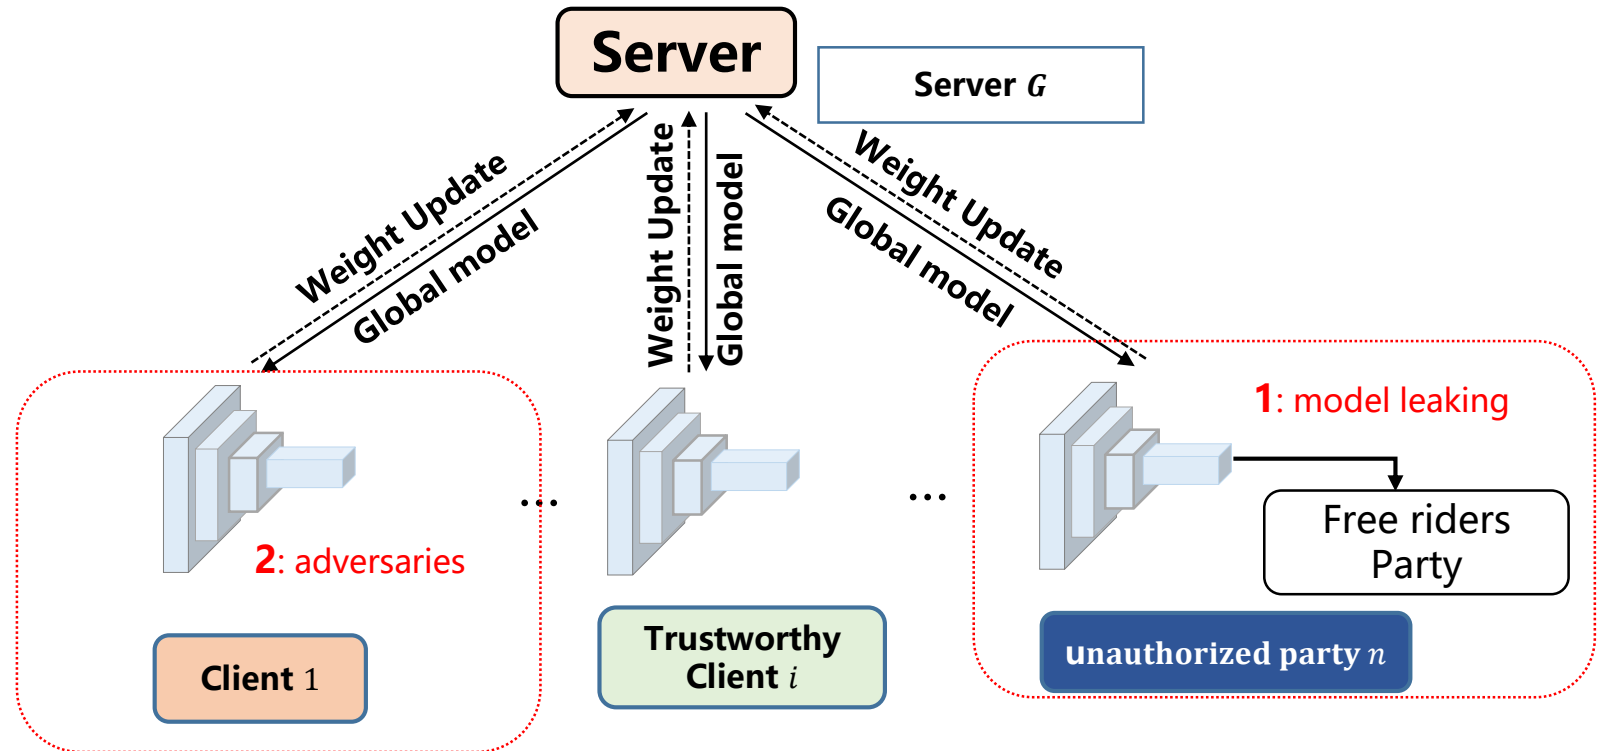 Server
Server G
Weight Update
Global model
Weight Update
Global model
Weight Update
Global model
1: model leaking
...
...
Free riders
Party
2: adversaries
Client 1
Trustworthy
Client i
unauthorized party n